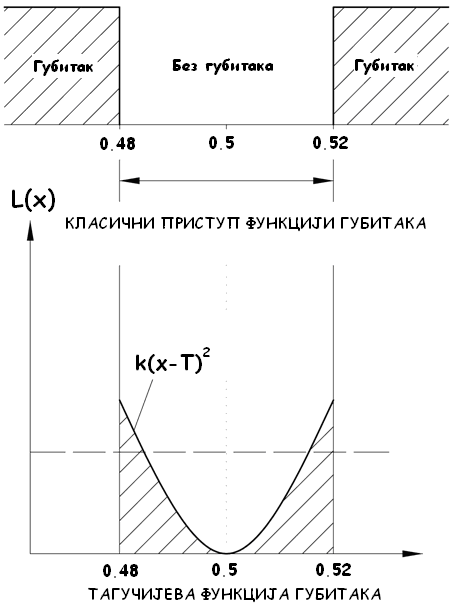 Губитак Без губитака Губитак
0.48 0.5 0.52
L(x)
КЛАСИЧНИ ПРИСТУП ФУНКЦИЈИ ГУБИТАКА
k(x-T)²
0.48 0.5 0.52
ТАГУЧИЈЕВА ФУНКЦИЈА ГУБИТАКА